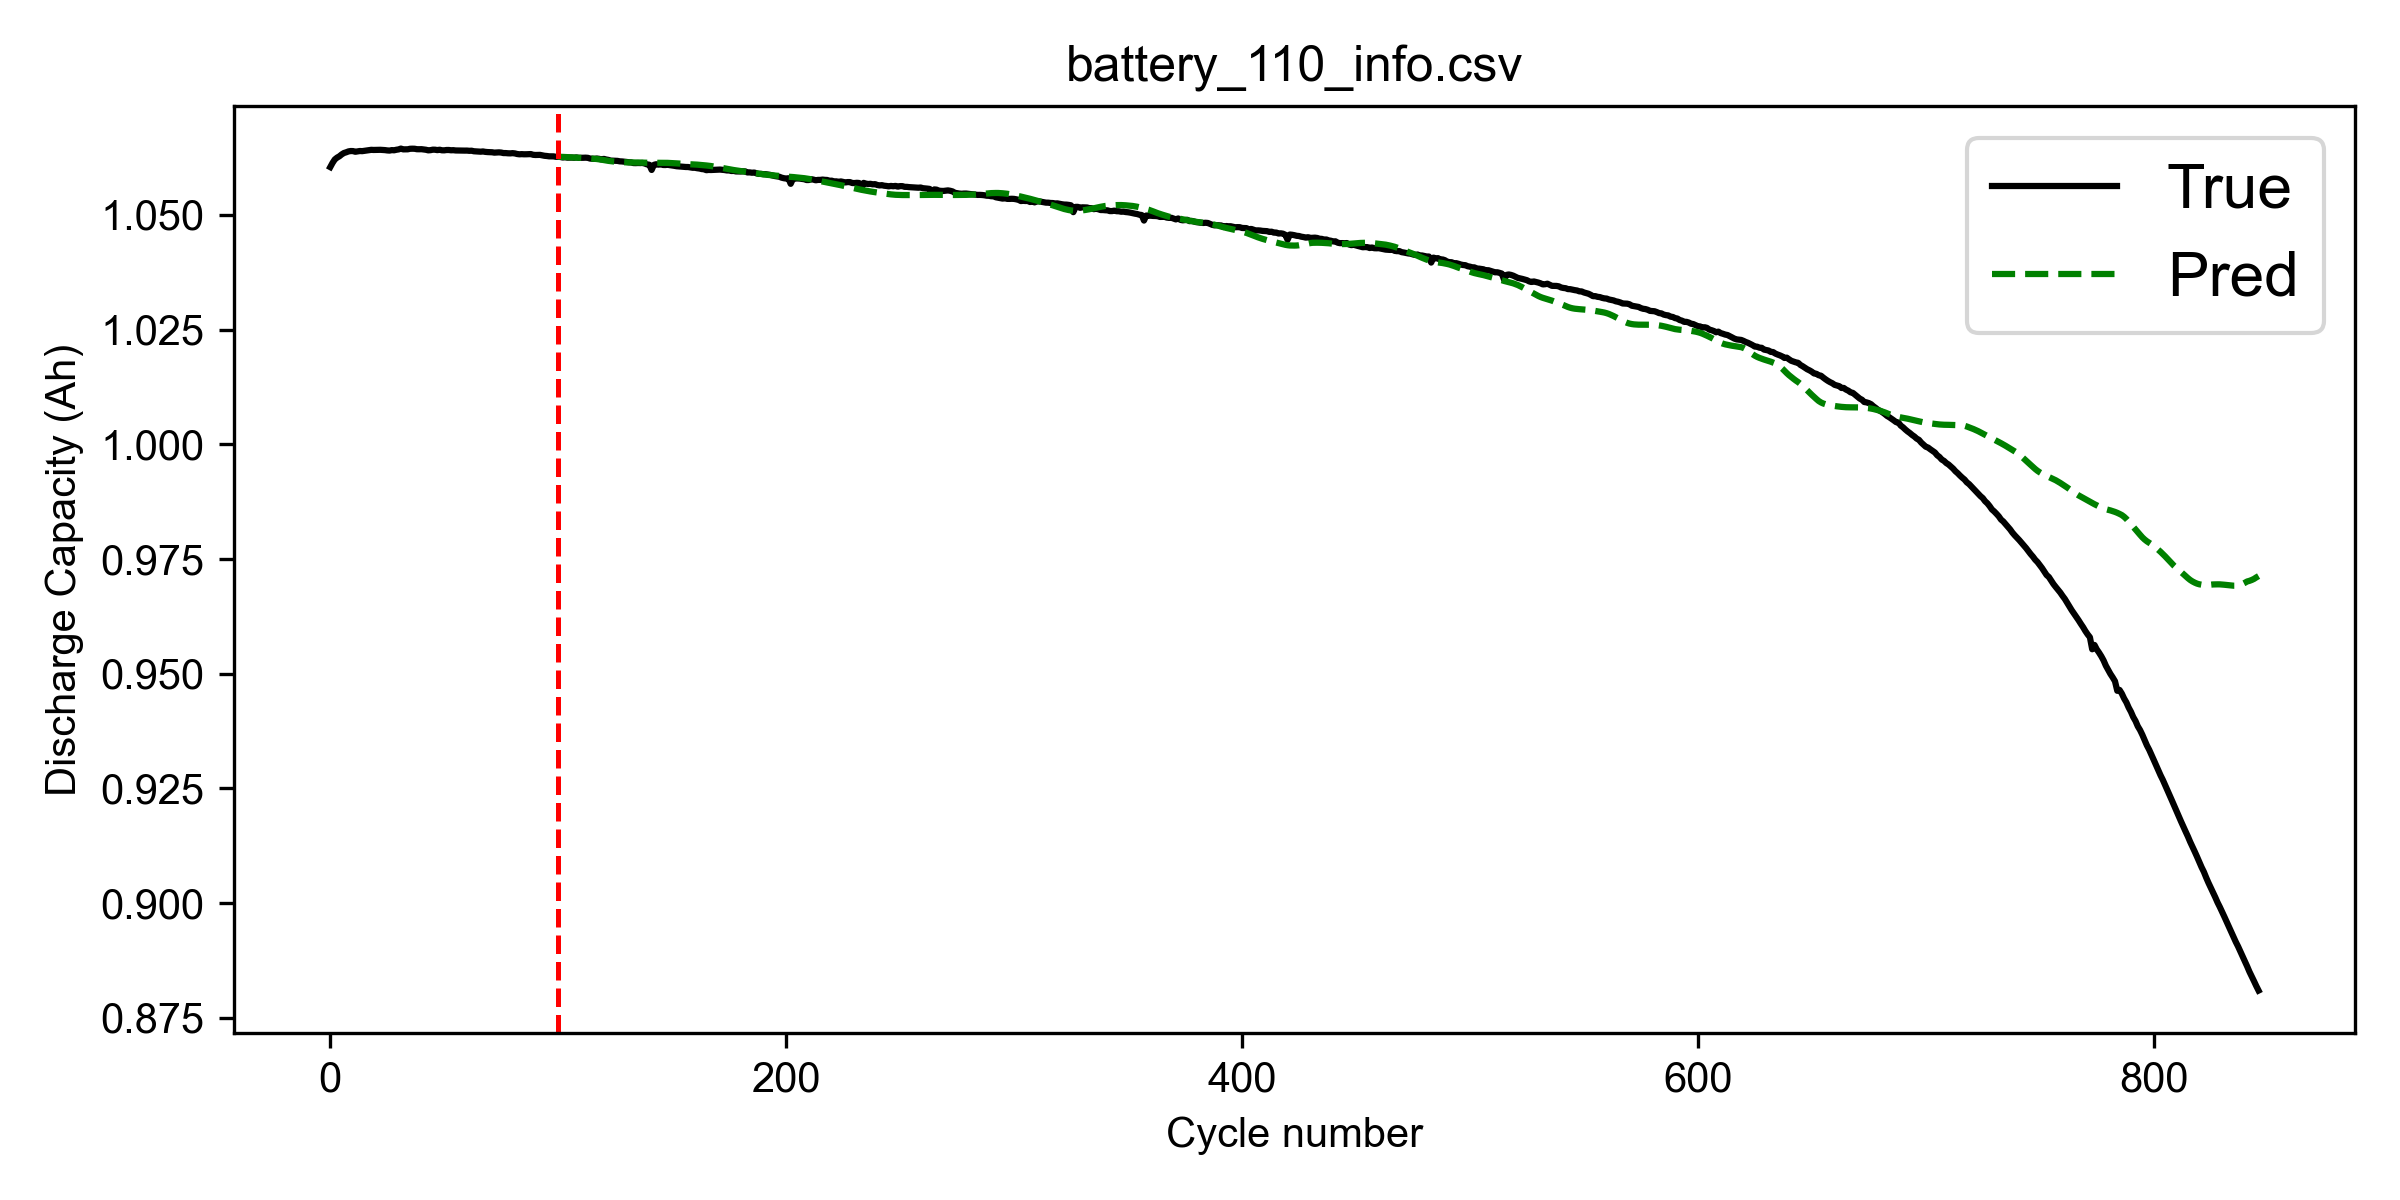 battery_110_info.csv
True
Pred
Discharge Capacity (Ah)
1.050
1.025
1.000
0.975
0.950
0.925
0.900
0.875
0 200 400 600 800
Cycle number